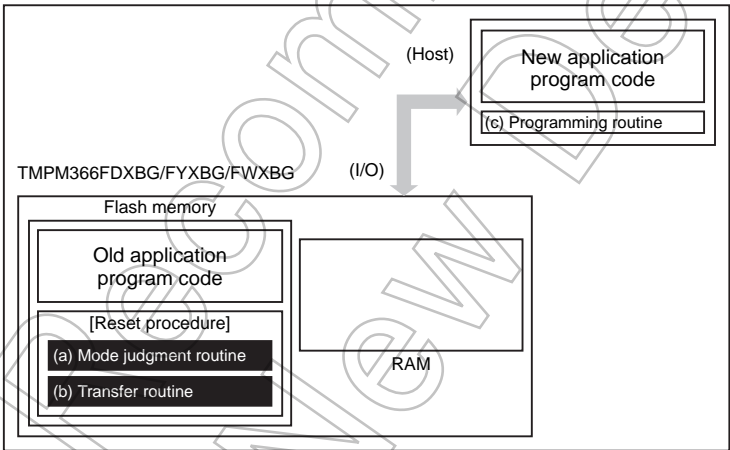 (Host)
New application
program code
(c) Programming routine
TMPM366FDXBG/FYXBG/FWXBG
(I/O)
Flash memory
Old application
program code
[Reset procedure]
(a) Mode judgment routine
(b) Transfer routine
RAM